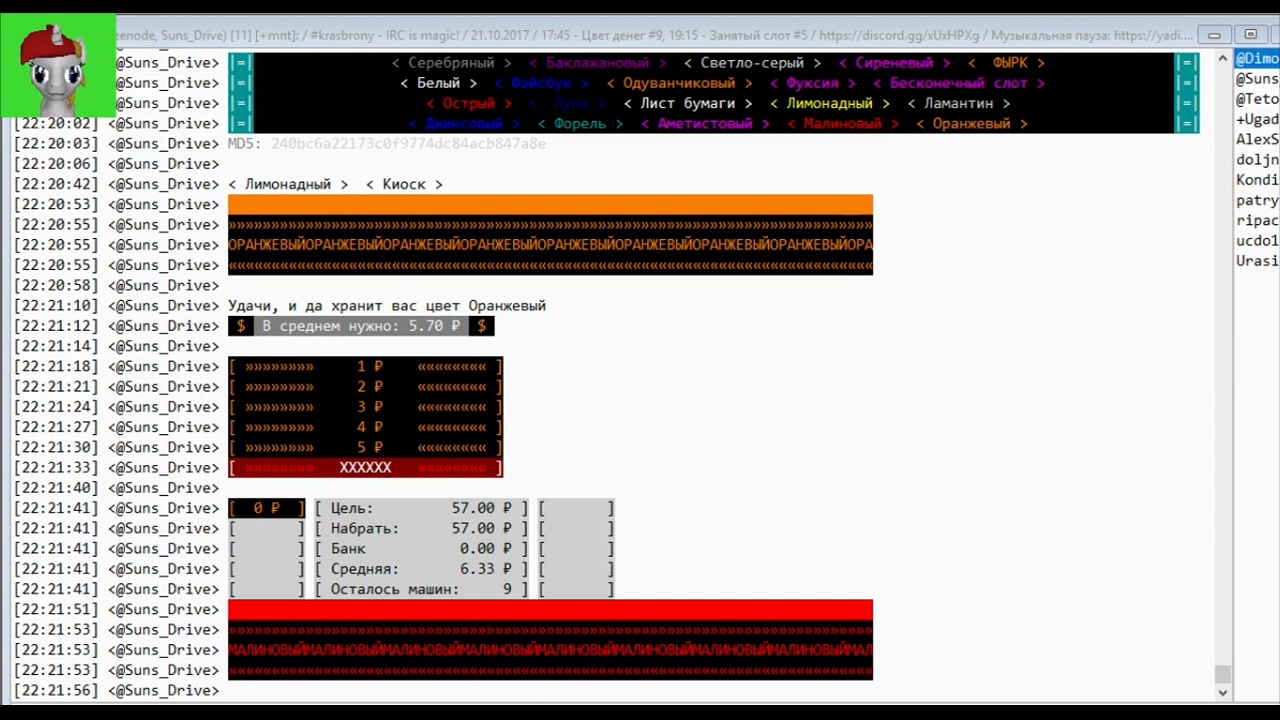 eenode, Suns_Drive) [11] [+mnt]: / #krasbrony - IRC is magic! / 21.10.2017 / 17:45 - Цвет денег #9, 19:15 - Занятый слот #5 / https://discord.gg/xUxHPXg / Музыкальная пауза: https://yadi....
<@Suns_Drive> |=| < Серебряный > < Баклажановый > < Светло-серый > < Сиреневый > < ФЫРК > |=| @Dimo
<@Suns_Drive> |=| < Белый > < Фэйсбук > < Одуванчиковый > < Фуксия > < Бесконечный слот > |=| @Suns
<@Suns_Drive> |=| < Острый > < Луна > < Лист бумаги > < Лимонадный > < Ламантин > |=| @Teto
[22:20:02] <@Suns_Drive> |=| < Джинсовый > < Форель > < Аметистовый > < Малиновый > < Оранжевый > |=| +Ugad
[22:20:03] <@Suns_Drive> MD5: 240bc6a22173c0f9774dc84acb847a8e AlexS
[22:20:06] <@Suns_Drive> doljn
[22:20:42] <@Suns_Drive> < Лимонадный > < Киоск > Kondi
[22:20:53] <@Suns_Drive> patry
[22:20:55] <@Suns_Drive> »»»»»»»»»»»»»»»»»»»»»»»»»»»»»»»»»»»»»»»»»»»»»»»»»»»»»»»»»»»»»»»»»»»»»»»»»»» ripac
[22:20:55] <@Suns_Drive> ОРАНЖЕВЫЙОРАНЖЕВЫЙОРАНЖЕВЫЙОРАНЖЕВЫЙОРАНЖЕВЫЙОРАНЖЕВЫЙОРАНЖЕВЫЙОРАНЖЕВЫЙОРА ucdo1
[22:20:55] <@Suns_Drive> ««««««««««««««««««««««««««««««««««««««««««««««««««««««««««««««««««««««««««« Urasi
[22:20:58] <@Suns_Drive>
[22:21:10] <@Suns_Drive> Удачи, и да хранит вас цвет Оранжевый
[22:21:12] <@Suns_Drive> $ В среднем нужно: 5.70 ₽ $
[22:21:14] <@Suns_Drive>
[22:21:18] <@Suns_Drive> [ »»»»»»»» 1 ₽ «««««««« ]
[22:21:21] <@Suns_Drive> [ »»»»»»»» 2 ₽ «««««««« ]
[22:21:24] <@Suns_Drive> [ »»»»»»»» 3 ₽ «««««««« ]
[22:21:27] <@Suns_Drive> [ »»»»»»»» 4 ₽ «««««««« ]
[22:21:30] <@Suns_Drive> [ »»»»»»»» 5 ₽ «««««««« ]
[22:21:33] <@Suns_Drive> [ »»»»»»»» XXXXXX «««««««« ]
[22:21:40] <@Suns_Drive>
[22:21:41] <@Suns_Drive> [ 0 ₽ ] [ Цель: 57.00 ₽ ] [ ]
[22:21:41] <@Suns_Drive> [ ] [ Набрать: 57.00 ₽ ] [ ]
[22:21:41] <@Suns_Drive> [ ] [ Банк 0.00 ₽ ] [ ]
[22:21:41] <@Suns_Drive> [ ] [ Средняя: 6.33 ₽ ] [ ]
[22:21:41] <@Suns_Drive> [ ] [ Осталось машин: 9 ] [ ]
[22:21:51] <@Suns_Drive>
[22:21:53] <@Suns_Drive> »»»»»»»»»»»»»»»»»»»»»»»»»»»»»»»»»»»»»»»»»»»»»»»»»»»»»»»»»»»»»»»»»»»»»»»»»»»
[22:21:53] <@Suns_Drive> МАЛИНОВЫЙМАЛИНОВЫЙМАЛИНОВЫЙМАЛИНОВЫЙМАЛИНОВЫЙМАЛИНОВЫЙМАЛИНОВЫЙМАЛИНОВЫЙМАЛ
[22:21:53] <@Suns_Drive> «««««««««««««««««««««««««««««««««««««««««««««««««««««««««««««««««««««««««««
[22:21:56] <@Suns_Drive>